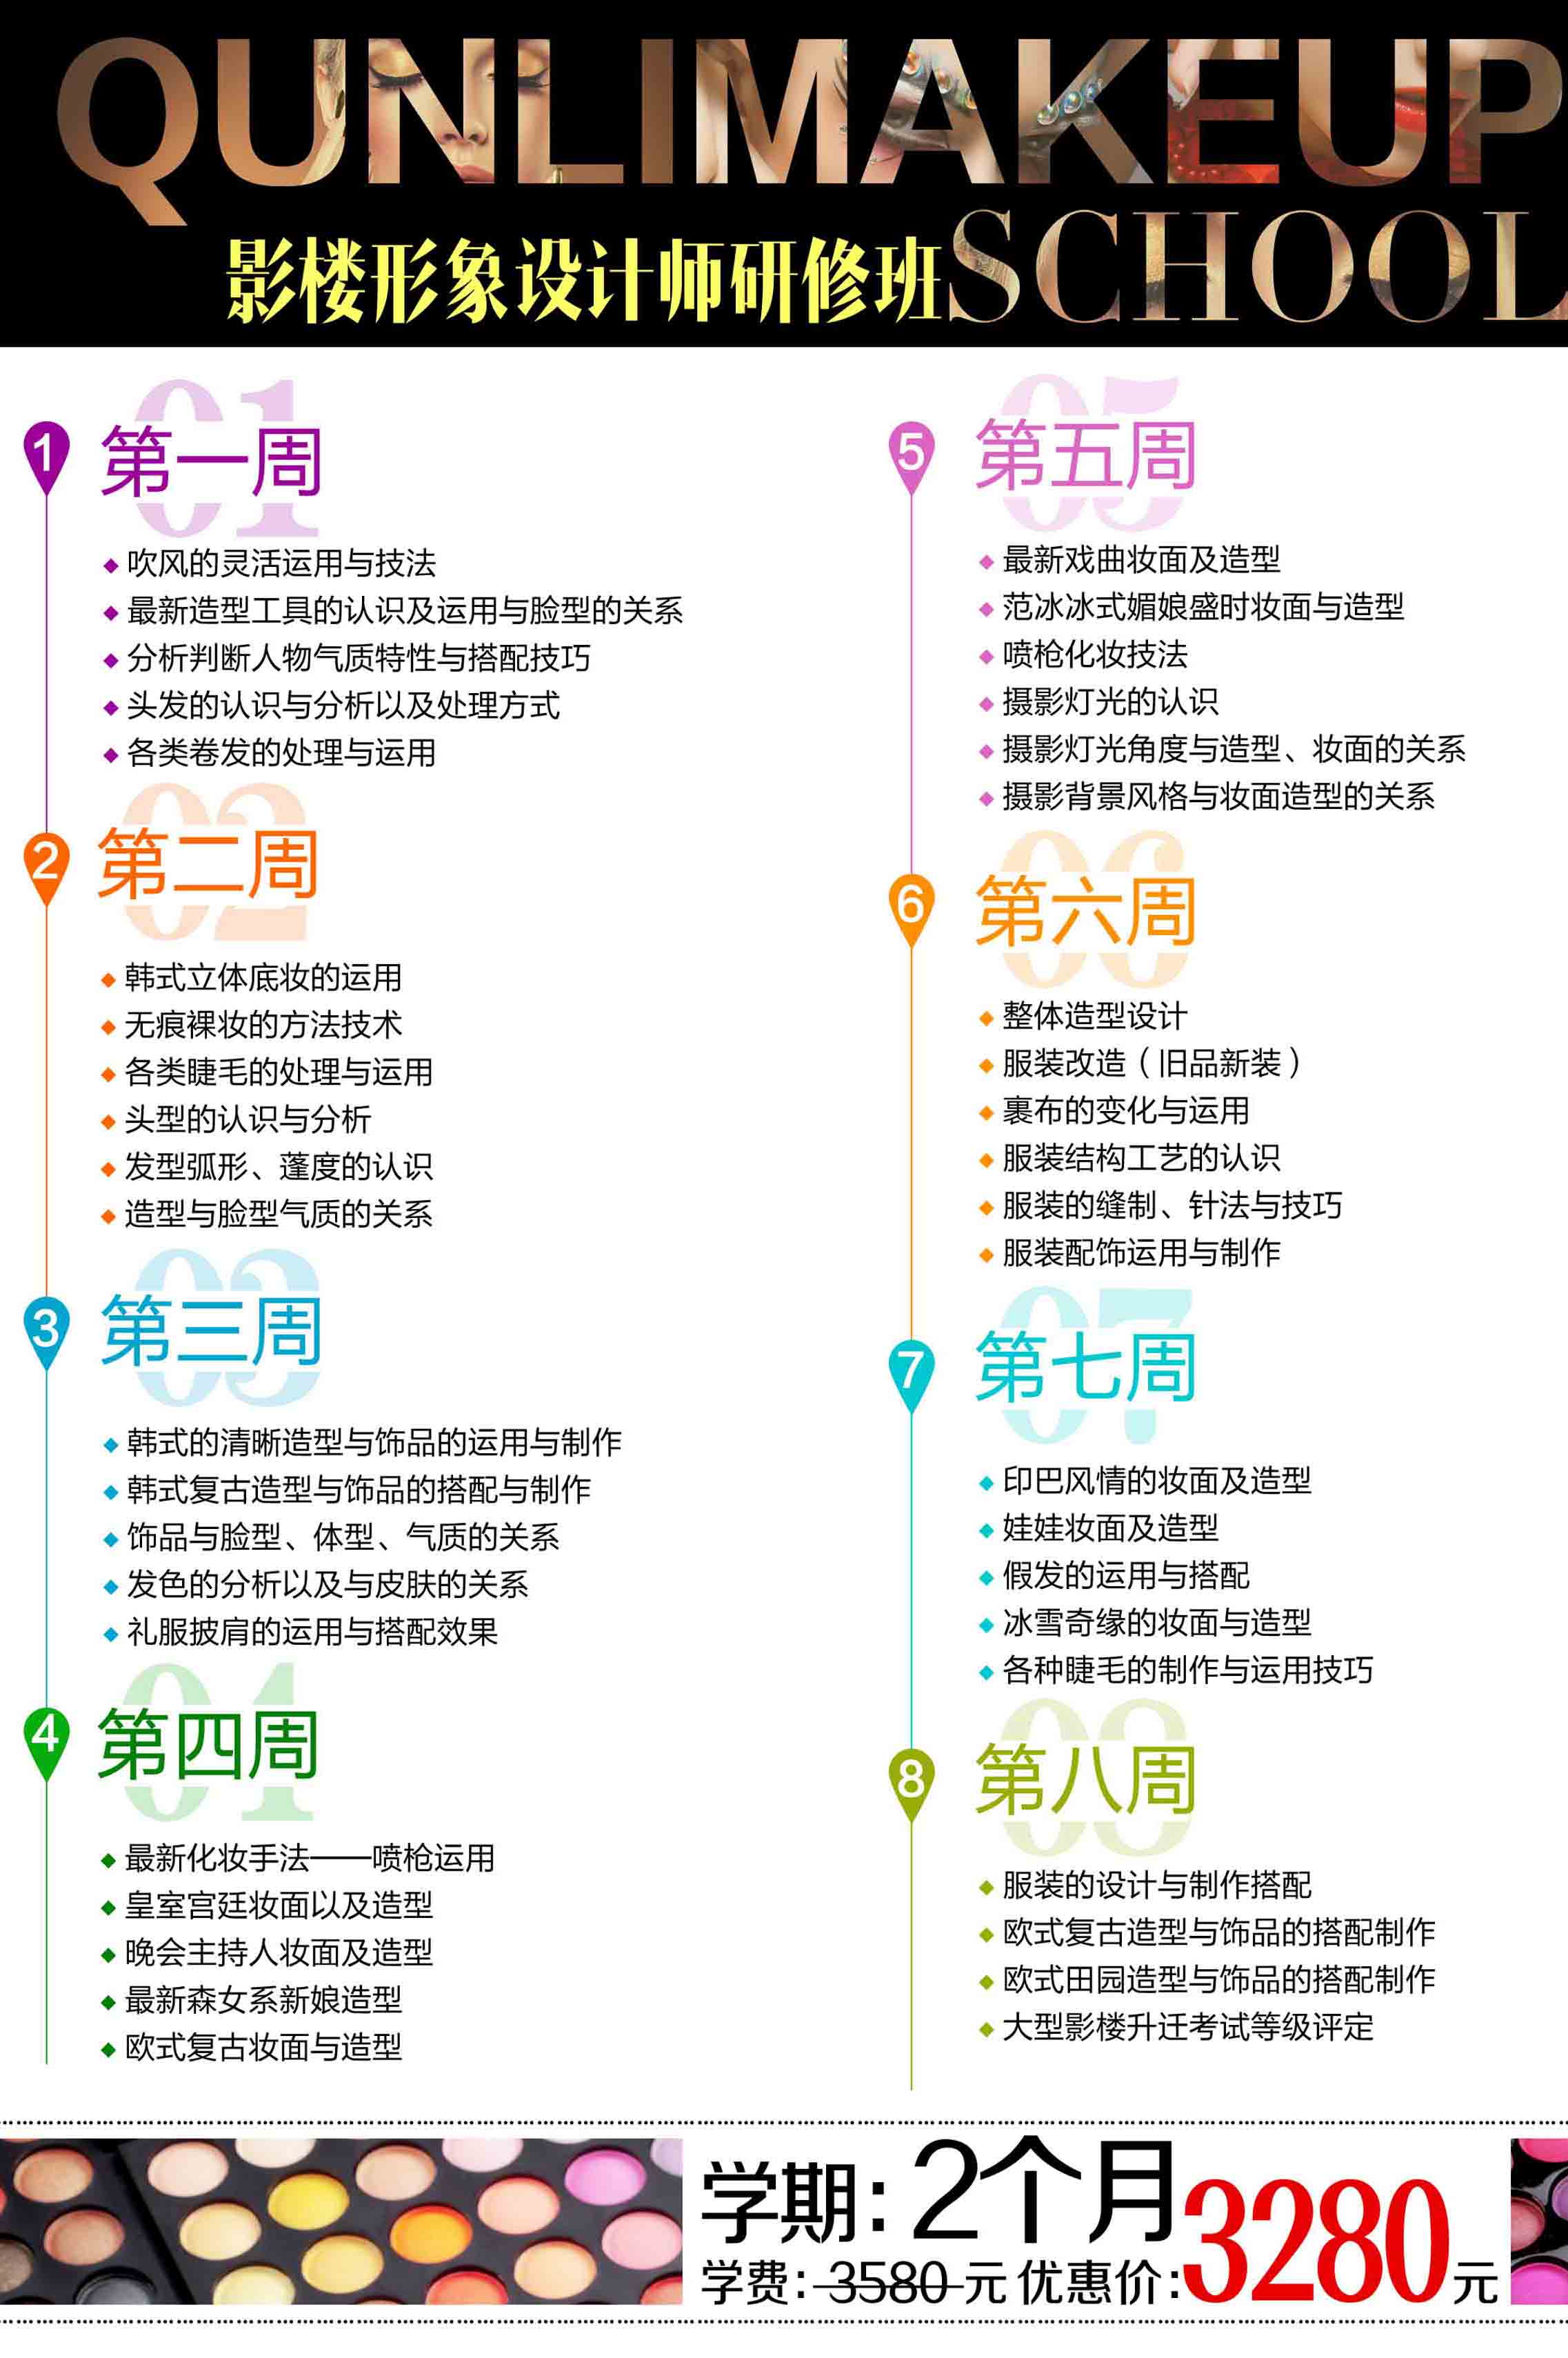 QUNLIMAKEUP
影楼形象设计师研修班SCHOOL
01
1 第一周
吹风的灵活运用与技法
最新造型工具的认识及运用与脸型的关系
分析判断人物气质特性与搭配技巧
头发的认识与分析以及处理方式
各类卷发的处理与运用
02
2 第二周
韩式立体底妆的运用
无痕裸妆的方法技术
各类睫毛的处理与运用
头型的认识与分析
发型弧形、蓬度的认识
造型与脸型气质的关系
03
3 第三周
韩式的清晰造型与饰品的运用与制作
韩式复古造型与饰品的搭配与制作
饰品与脸型、体型、气质的关系
发色的分析以及与皮肤的关系
礼服披肩的运用与搭配效果
04
4 第四周
最新化妆手法——喷枪运用
皇室宫廷妆面以及造型
晚会主持人妆面及造型
最新森女系新娘造型
欧式复古妆面与造型
05
5 第五周
最新戏曲妆面及造型
范冰冰式媚娘盛时妆面与造型
喷枪化妆技法
摄影灯光的认识
摄影灯光角度与造型、妆面的关系
摄影背景风格与妆面造型的关系
06
6 第六周
整体造型设计
服装改造（旧品新装）
裹布的变化与运用
服装结构工艺的认识
服装的缝制、针法与技巧
服装配饰运用与制作
07
7 第七周
印巴风情的妆面及造型
娃娃妆面及造型
假发的运用与搭配
冰雪奇缘的妆面与造型
各种睫毛的制作与运用技巧
08
8 第八周
服装的设计与制作搭配
欧式复古造型与饰品的搭配制作
欧式田园造型与饰品的搭配制作
大型影楼升迁考试等级评定
学期：2个月
学费：3580元 优惠价：3280元